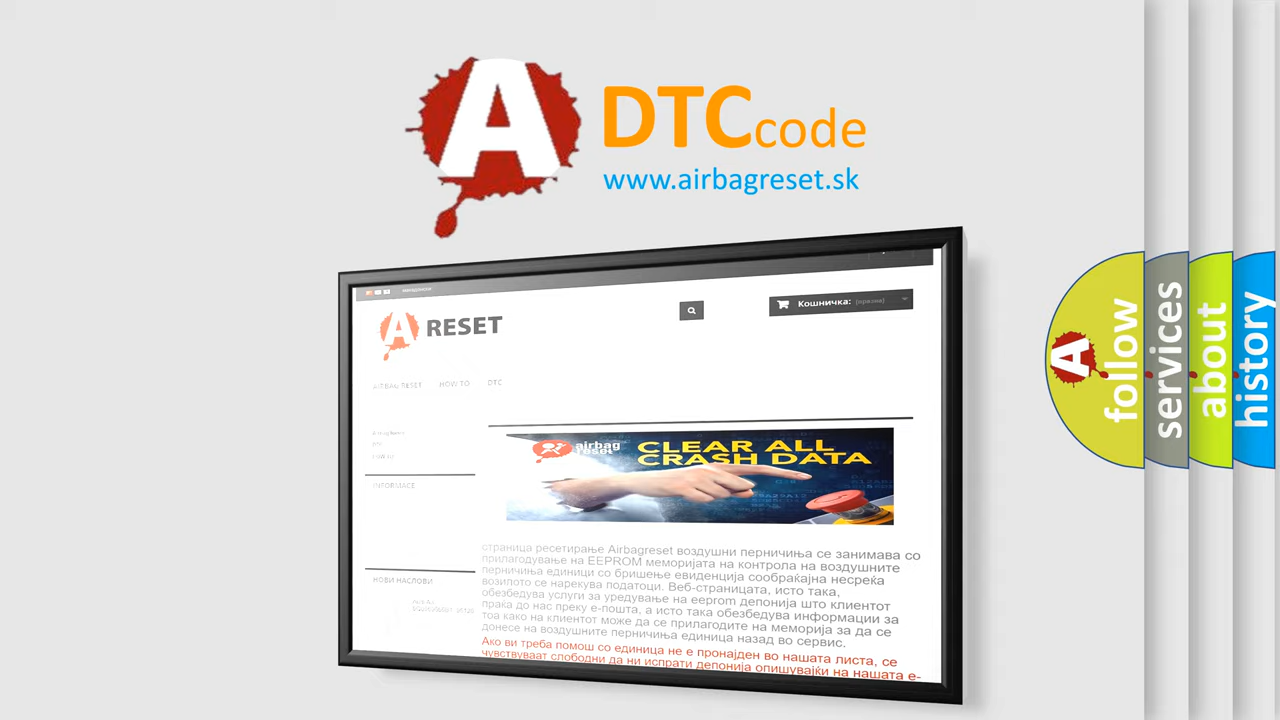 A
DTCcode
www.airbagreset.sk
A RESET
Кошничка: (празна)
AIRBAG RESET HOW TO DTC
airbag
reset
CLEAR ALL
CRASH DATA
INFORMACE
НОВИ НАСЛОВИ
страница ресетирање Airbagreset воздушни перничиња се занимава со
прилагодување на EEPROM меморијата на контрола на воздушните
перничиња единици со бришење евиденција сообраќајна несреќа
возилото се нарекува податоци. Веб-страницата, исто така,
обезбедува услуги за уредување на eeprom депонија што клиентот
праќа до нас преку е-пошта, а исто така обезбедува информации за
тоа како на клиентот може да се прилагодите на меморија за да се
донесе на воздушните перничиња единица назад во сервис.
Ако ви треба помош со единица не е пронајден во нашата листа, се
чувствуваат слободни да ни испрати депонија опишувајќи на нашата е-
A
follow
services
about
history